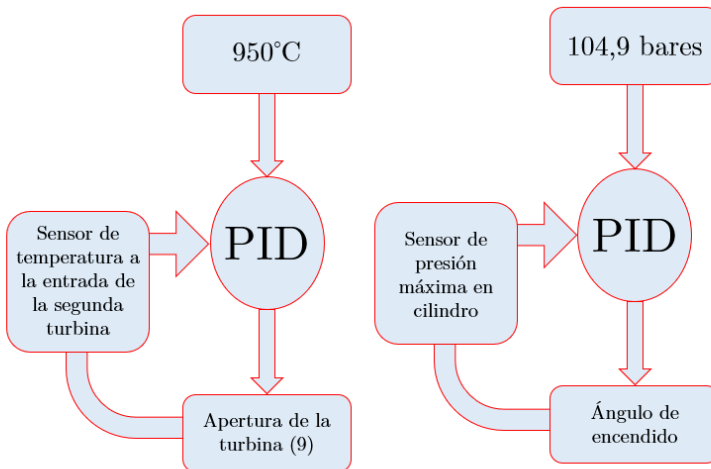 950°C
PID
Sensor de
temperatura a
la entrada de
la segunda
turbina
Apertura de la
turbina (9)
104,9 bares
PID
Sensor de
presión
máxima en
cilindro
Ángulo de
encendido